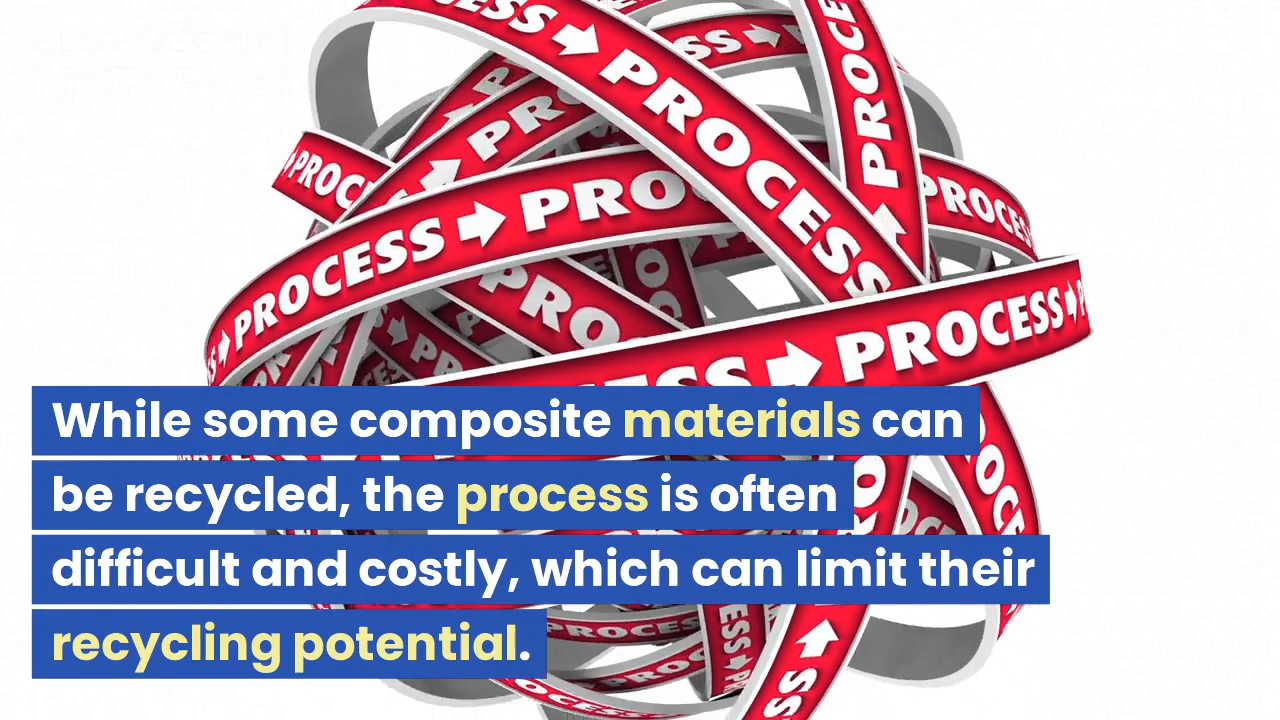 PROCESS
PROCESS
PROCESS
PROCESS
PROCESS
PROCESS
While some composite materials can
be recycled, the process is often
difficult and costly, which can limit their
recycling potential.
PROCESS